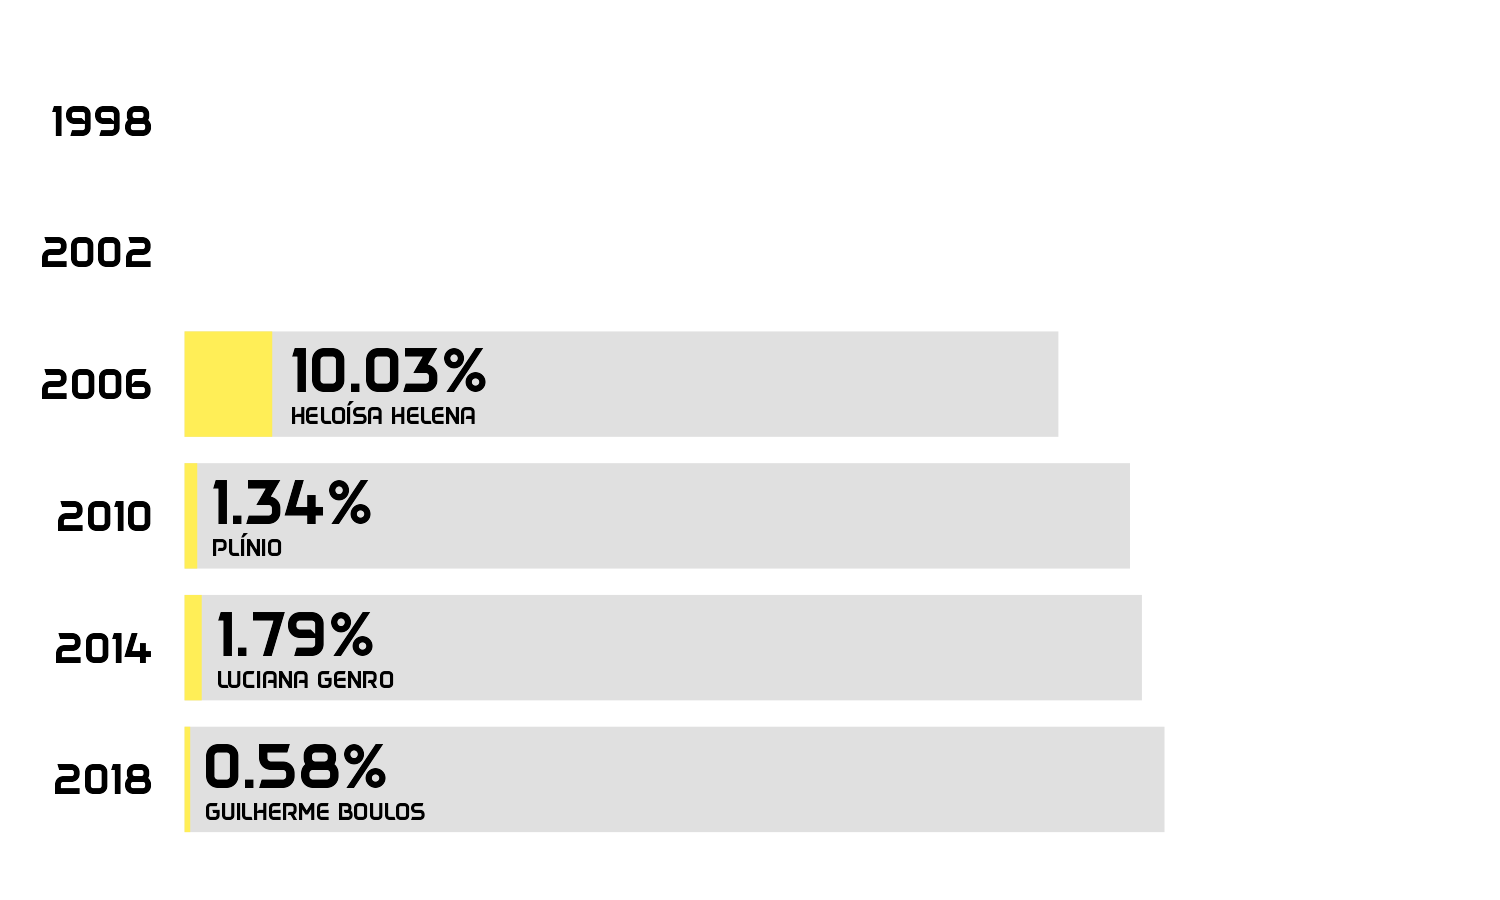 1998
2002
2006
10.03%
HELOÍSA HELENA
2010
1.34%
PLÍNIO
2014
1.79%
LUCIANA GENRO
2018
0.58%
GUILHERME BOULOS